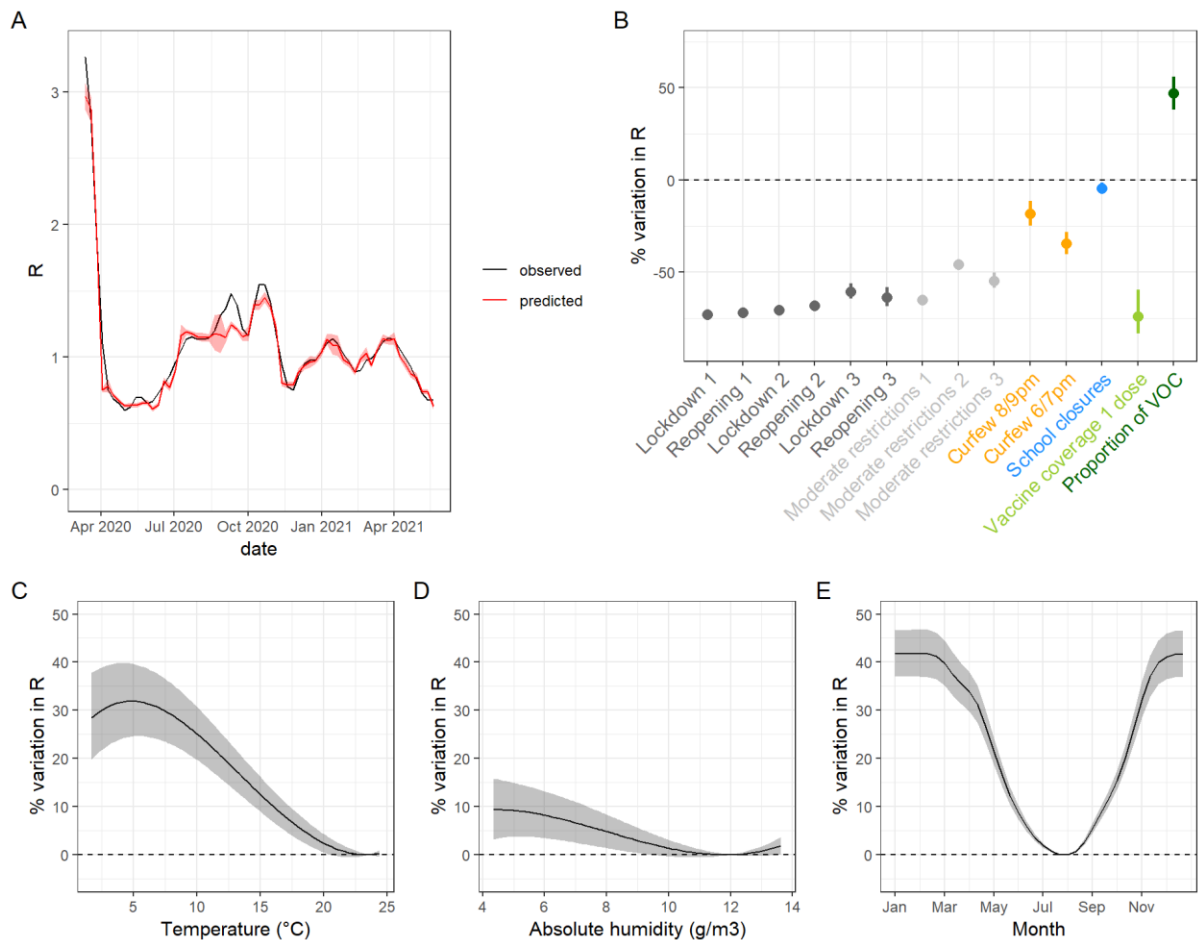 A
R
3
2
1
0
Apr 2020 Jul 2020 Oct 2020 Jan 2021 Apr 2021
date
observed
predicted
B
% variation in R
50
0
-50
Lockdown 1
Reopening 1
Lockdown 2
Reopening 2
Lockdown 3
Reopening 3
Moderate restrictions 1
Moderate restrictions 2
Moderate restrictions 3
Curfew 8/9pm
Curfew 6/7pm
School closures
Vaccine coverage 1 dose
Proportion of VOC
C
% variation in R
50
40
30
20
10
0
5 10 15 20 25
Temperature (°C)
D
% variation in R
50
40
30
20
10
0
4 6 8 10 12 14
Absolute humidity (g/m3)
E
% variation in R
50
40
30
20
10
0
Jan Mar May Jul Sep Nov
Month